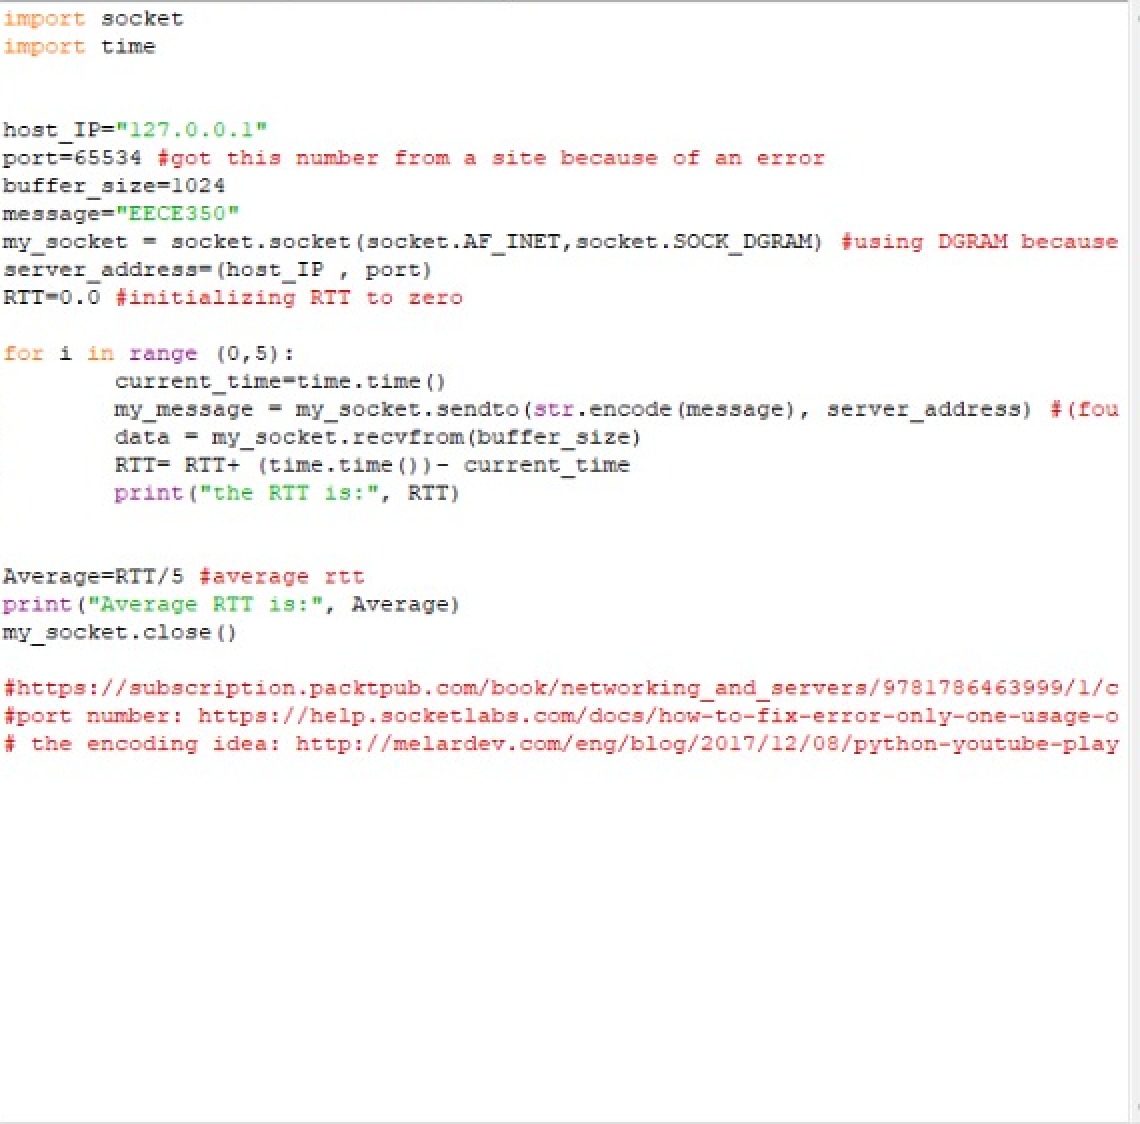 import socket
import time
host_IP="127.0.0.1"
port=65534 #got this number from a site because of an error
buffer_size=1024
message="EECE350"
my_socket = socket.socket(socket.AF_INET,socket.SOCK_DGRAM) #using DGRAM because
server_address=(host_IP , port)
RTT=0.0 #initializing RTT to zero
for i in range (0,5):
        current_time=time.time()
        my_message = my_socket.sendto(str.encode(message), server_address) #(fou
        data = my_socket.recvfrom(buffer_size)
        RTT= RTT+ (time.time())- current_time
        print("the RTT is:", RTT)
Average=RTT/5 #average rtt
print("Average RTT is:", Average)
my_socket.close()
#https://subscription.packtpub.com/book/networking_and_servers/9781786463999/1/c
#port number: https://help.socketlabs.com/docs/how-to-fix-error-only-one-usage-o
# the encoding idea: http://melardev.com/eng/blog/2017/12/08/python-youtube-play